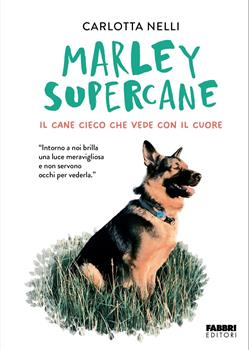 CARLOTTA NELLI
MARLEY
SUPERCANE
IL CANE CIECO CHE VEDE CON IL CUORE
"Intorno a noi brilla
una luce meravigliosa
e non servono
occhi per vederla."
FABBRI
EDITORI